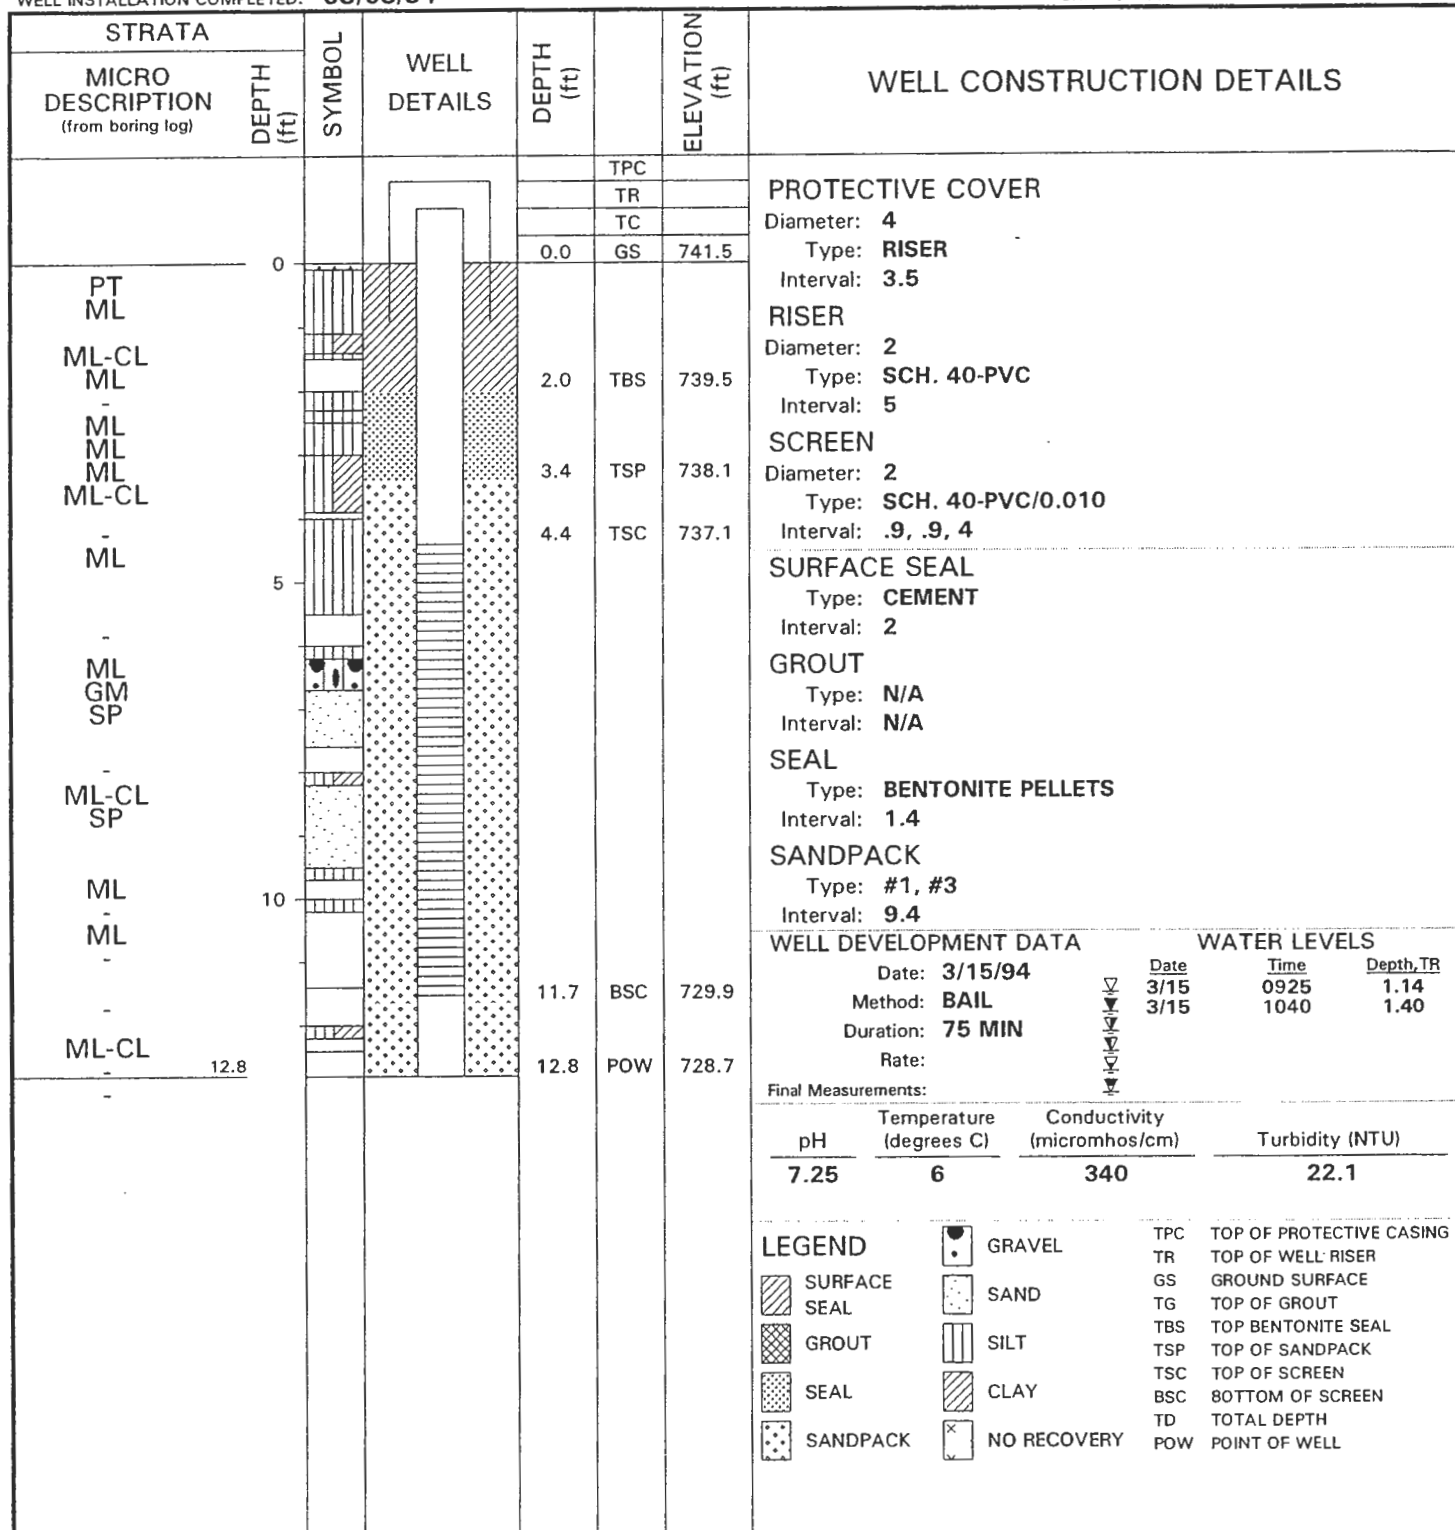 WELL INSTALLATION COMPLETED:
STRATA
MICRO
DESCRIPTION
(from boring log)
DEPTH
(ft)
SYMBOL
WELL
DETAILS
DEPTH
(ft)
ELEVATION
(ft)
WELL CONSTRUCTION DETAILS
TPC
TR
TC
0.0 GS 741.5
0
PT
ML
ML-CL
ML
-
ML
ML
ML
ML-CL
-
ML
5
-
ML
GM
SP
-
ML-CL
SP
ML
10
-
ML
-
-
ML-CL
12.8
-
-
2.0 TBS 739.5
3.4 TSP 738.1
4.4 TSC 737.1
11.7 BSC 729.9
12.8 POW 728.7
PROTECTIVE COVER
Diameter: 4
Type: RISER
Interval: 3.5
RISER
Diameter: 2
Type: SCH. 40-PVC
Interval: 5
SCREEN
Diameter: 2
Type: SCH. 40-PVC/0.010
Interval: .9, .9, 4
SURFACE SEAL
Type: CEMENT
Interval: 2
GROUT
Type: N/A
Interval: N/A
SEAL
Type: BENTONITE PELLETS
Interval: 1.4
SANDPACK
Type: #1, #3
Interval: 9.4
WELL DEVELOPMENT DATA
Date: 3/15/94
Method: BAIL
Duration: 75 MIN
Rate:
Final Measurements:
WATER LEVELS
Date Time Depth,TR
3/15 0925 1.14
3/15 1040 1.40
pH
Temperature
(degrees C)
Conductivity
(micromhos/cm)
Turbidity (NTU)
7.25 6 340 22.1
LEGEND
SURFACE
SEAL
GROUT
SEAL
SANDPACK
GRAVEL
SAND
SILT
CLAY
NO RECOVERY
TPC TOP OF PROTECTIVE CASING
TR TOP OF WELL RISER
GS GROUND SURFACE
TG TOP OF GROUT
TBS TOP BENTONITE SEAL
TSP TOP OF SANDPACK
TSC TOP OF SCREEN
BSC BOTTOM OF SCREEN
TD TOTAL DEPTH
POW POINT OF WELL